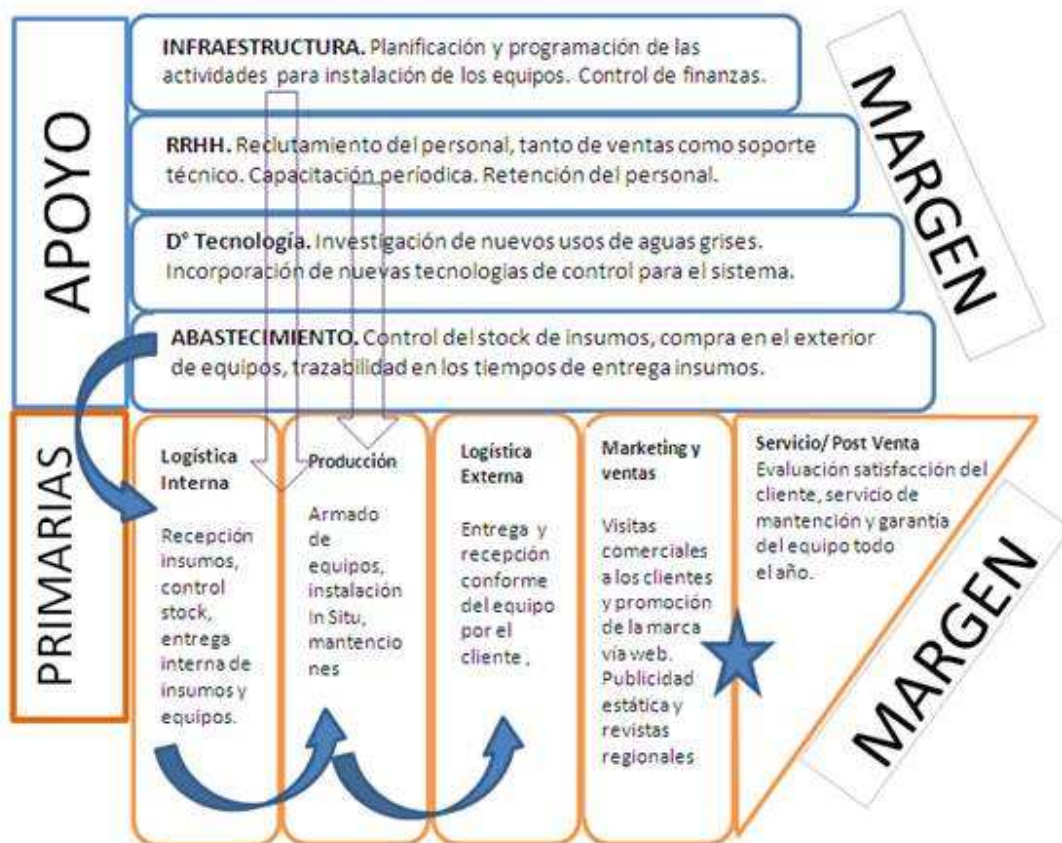 APOYO
INFRAESTRUCTURA. Planificación y programación de las
actividades para instalación de los equipos. Control de finanzas.
RRHH. Reclutamiento del personal, tanto de ventas como soporte
técnico. Capacitación períodica. Retención del personal.
D° Tecnología. Investigación de nuevos usos de aguas grises.
Incorporación de nuevas tecnologías de control para el sistema.
ABASTECIMIENTO. Control del stock de insumos, compra en el exterior
de equipos, trazabilidad en los tiempos de entrega insumos.
MARGEN
PRIMARIAS
Logística
Interna
Recepción
insumos,
control
stock,
entrega
interna de
insumos y
equipos.
Producción
Armado
de
equipos,
instalación
In Situ,
mantencio
nes
Logística
Externa
Entrega y
recepción
conforme
del equipo
por el
cliente ,
Marketing y
ventas
Visitas
comerciales
a los clientes
y promoción
de la marca
vía web.
Publicidad
estática y
revistas
regionales
Servicio/ Post Venta
Evaluación satisfacción del
cliente, servicio de
mantención y garantía
del equipo todo
el año.
MARGEN